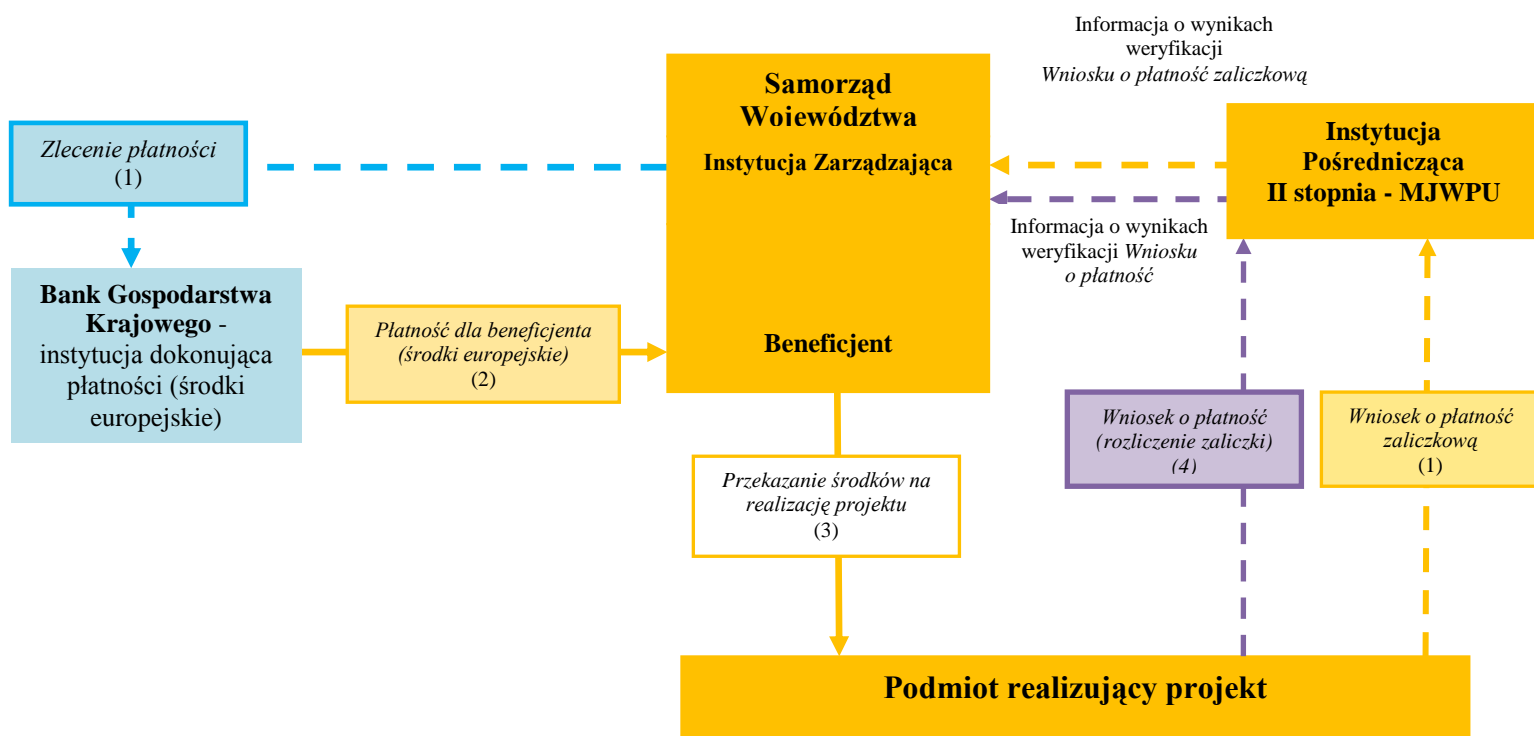 Informacja o wynikach
weryfikacji
Wniosku o płatność zaliczkową
Samorząd
Województwa
Instytucja Zarządzająca
Zlecenie płatności
(1)
Instytucja
Pośrednicząca
II stopnia - MJWPU
Informacja o wynikach
weryfikacji Wniosku
o płatność
Bank Gospodarstwa
Krajowego -
instytucja dokonująca
płatności (środki
europejskie)
Płatność dla beneficjenta
(środki europejskie)
(2)
Beneficjent
Wniosek o płatność
(rozliczenie zaliczki)
(4)
Wniosek o płatność
zaliczkową
(1)
Przekazanie środków na
realizację projektu
(3)
Podmiot realizujący projekt